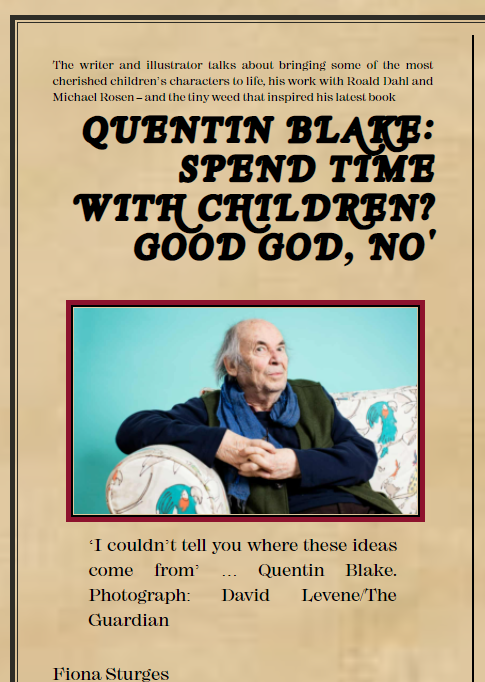 The writer and illustrator talks about bringing some of the most
cherished children's characters to life, his work with Roald Dahl and
Michael Rosen – and the tiny weed that inspired his latest book
QUENTIN BLAKE:
SPEND TIME
WITH CHILDREN?
GOOD GOD, NO'
‘I couldn’t tell you where these ideas
come from’ … Quentin Blake.
Photograph: David Levene/The
Guardian
Fiona Sturges